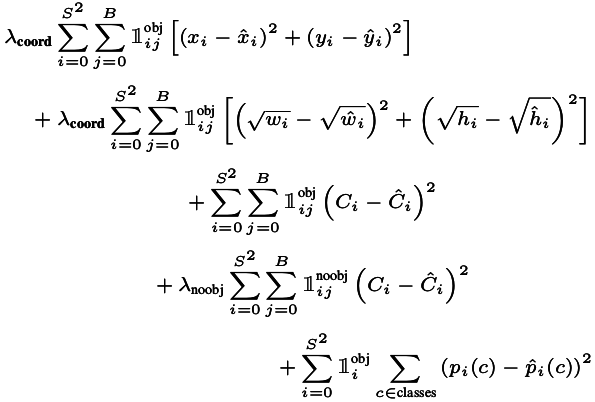 λ_coord ∑_{i=0}^{S^2} ∑_{j=0}^{B} 𝟙_{ij}^{obj} [(x_i − x̂_i)^2 + (y_i − ŷ_i)^2]
+ λ_coord ∑_{i=0}^{S^2} ∑_{j=0}^{B} 𝟙_{ij}^{obj} [(√w_i − √ŵ_i)^2 + (√h_i − √ĥ_i)^2]
+ ∑_{i=0}^{S^2} ∑_{j=0}^{B} 𝟙_{ij}^{obj} (C_i − Ĉ_i)^2
+ λ_noobj ∑_{i=0}^{S^2} ∑_{j=0}^{B} 𝟙_{ij}^{noobj} (C_i − Ĉ_i)^2
+ ∑_{i=0}^{S^2} 𝟙_i^{obj} ∑_{c∈classes} (p_i(c) − p̂_i(c))^2